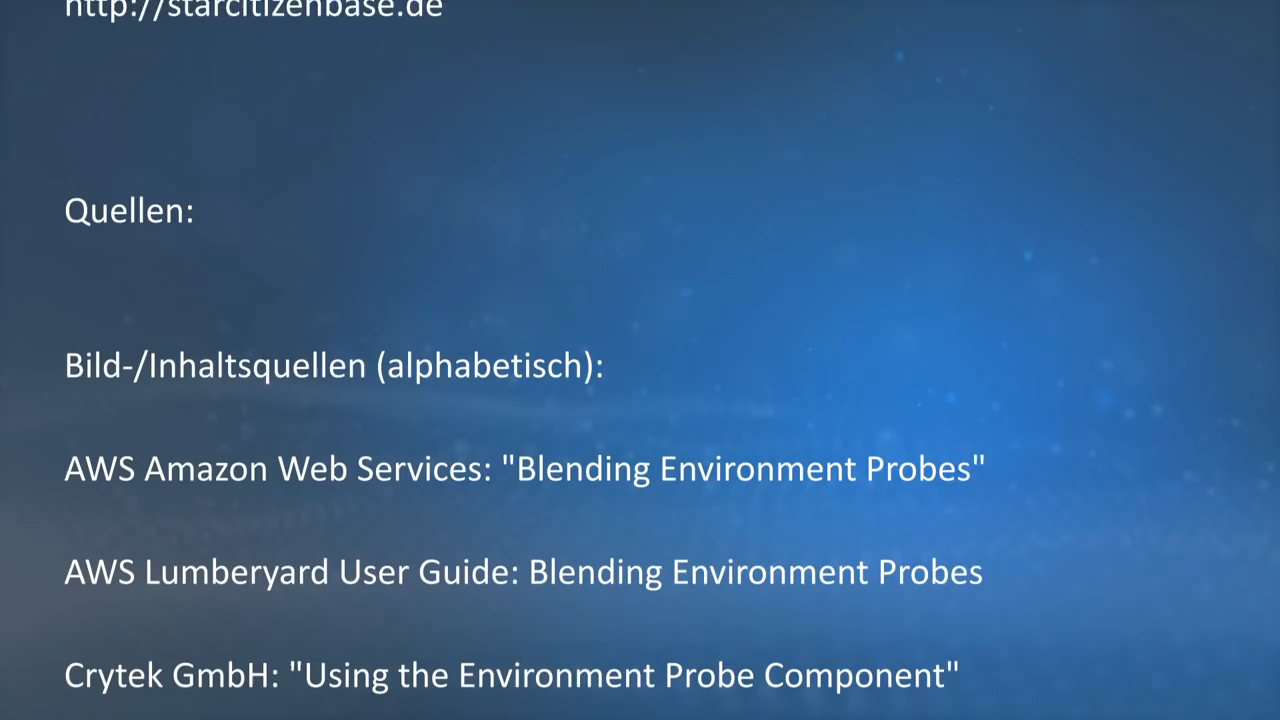 http://starcitizenbase.de
Quellen:
Bild-/Inhaltsquellen (alphabetisch):
AWS Amazon Web Services: "Blending Environment Probes"
AWS Lumberyard User Guide: Blending Environment Probes
Crytek GmbH: "Using the Environment Probe Component"